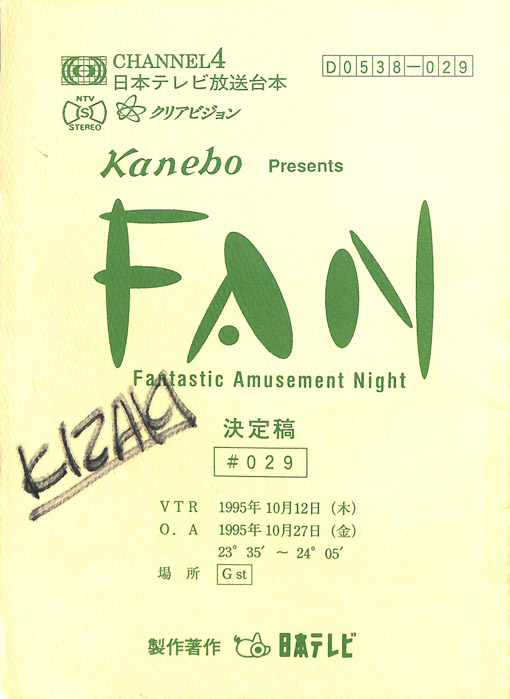 CHANNEL4
D0538-029
日本テレビ放送台本
NTV
S
STEREO
クリアビジョン
Kanebo Presents
FAN
Fantastic Amusement Night
KIZAKI
決定稿
#029
VTR 1995年10月12日（木）
O.A 1995年10月27日（金）
23°35′～24°05′
場所 G st
製作著作 日本テレビ